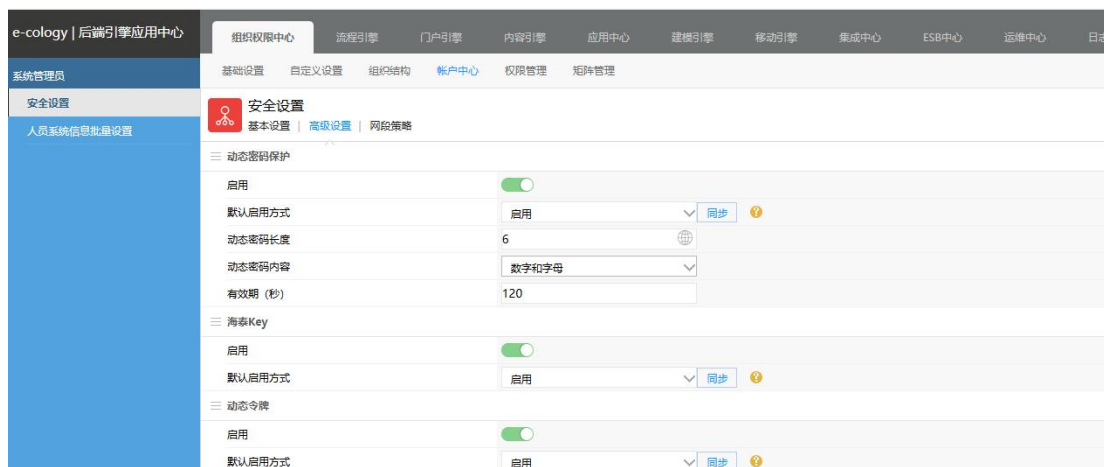 e-cology | 后端引擎应用中心
组织权限中心 流程引擎 门户引擎 内容引擎 应用中心 建模引擎 移动引擎 集成中心 ESB中心 运维中心 日志
系统管理员
基础设置 自定义设置 组织结构 帐户中心 权限管理 矩阵管理
安全设置
人员系统信息批量设置
安全设置
基本设置 | 高级设置 | 网段策略
动态密码保护
启用
默认启用方式 启用 同步
动态密码长度 6
动态密码内容 数字和字母
有效期（秒） 120
海泰Key
启用
默认启用方式 启用 同步
动态令牌
启用
默认启用方式 启用 同步